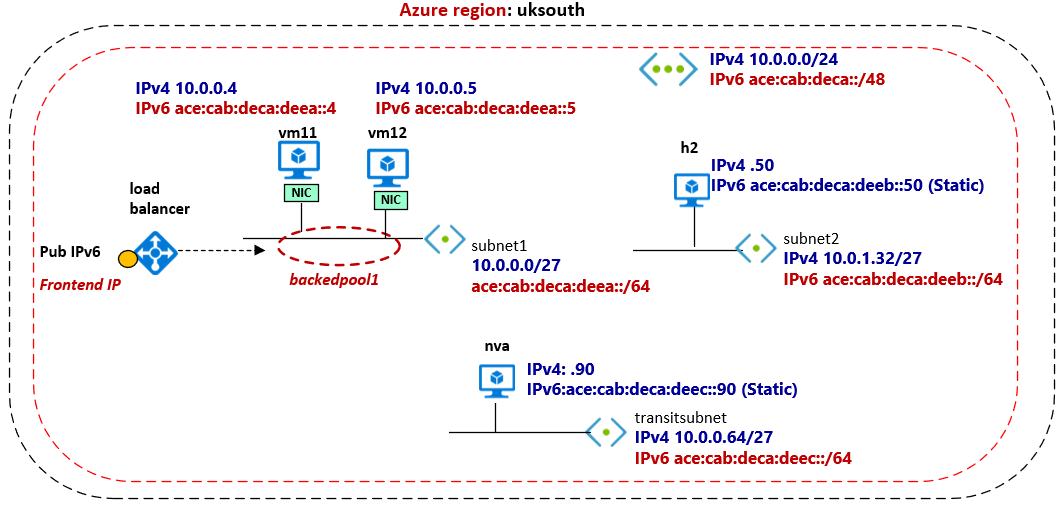 Azure region: uksouth
IPv4 10.0.0.0/24
IPv6 ace:cab:deca::/48
IPv4 10.0.0.4
IPv6 ace:cab:deca:deea::4
IPv4 10.0.0.5
IPv6 ace:cab:deca:deea::5
vm11
vm12
NIC
NIC
h2
IPv4 .50
IPv6 ace:cab:deca:deeb::50 (Static)
load
balancer
Pub IPv6
Frontend IP
backedpool1
subnet1
10.0.0.0/27
ace:cab:deca:deea::/64
subnet2
IPv4 10.0.1.32/27
IPv6 ace:cab:deca:deeb::/64
nva
IPv4: .90
IPv6:ace:cab:deca:deec::90 (Static)
transitsubnet
IPv4 10.0.0.64/27
IPv6 ace:cab:deca:deec::/64